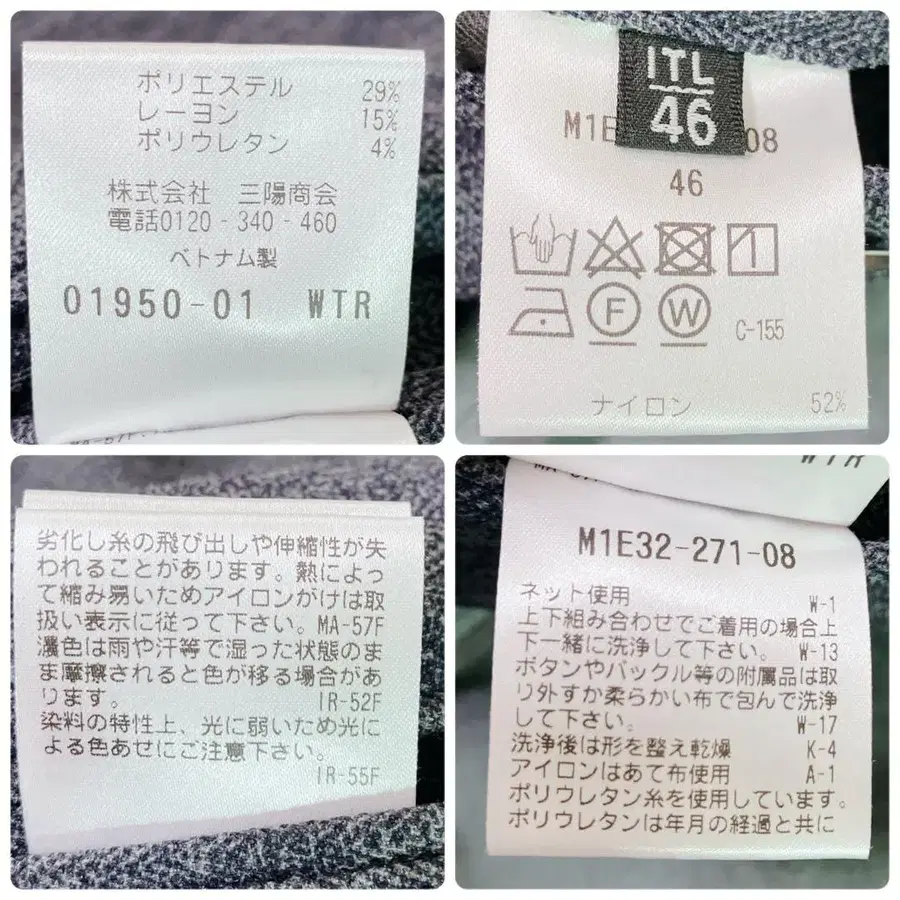 ポリエステル 29%
レーヨン 15%
ポリウレタン 4%
株式会社 三陽商会
電話0120-340-460
ベトナム製
01950-01 WTR
ITL
46
M1E 08
46
1
F W C-155
ナイロン 52%
劣化し糸の飛び出しや伸縮性が失
われることがあります。熱によっ
て縮み易いためアイロンがけは取
扱い表示に従って下さい。MA-57F
濃色は雨や汗等で湿った状態のま
ま摩擦されると色が移る場合があ
ります。 IR-52F
染料の特性上、光に弱いため光に
よる色あせにご注意下さい。
IR-55F
WTR
M1E32-271-08
ネット使用 W-1
上下組み合わせでご着用の場合上
下一緒に洗浄して下さい。 W-13
ボタンやバックル等の附属品は取
り外すか柔らかい布で包んで洗浄
して下さい。 W-17
洗浄後は形を整え乾燥 K-4
アイロンはあて布使用 A-1
ポリウレタン糸を使用しています。
ポリウレタンは年月の経過と共に